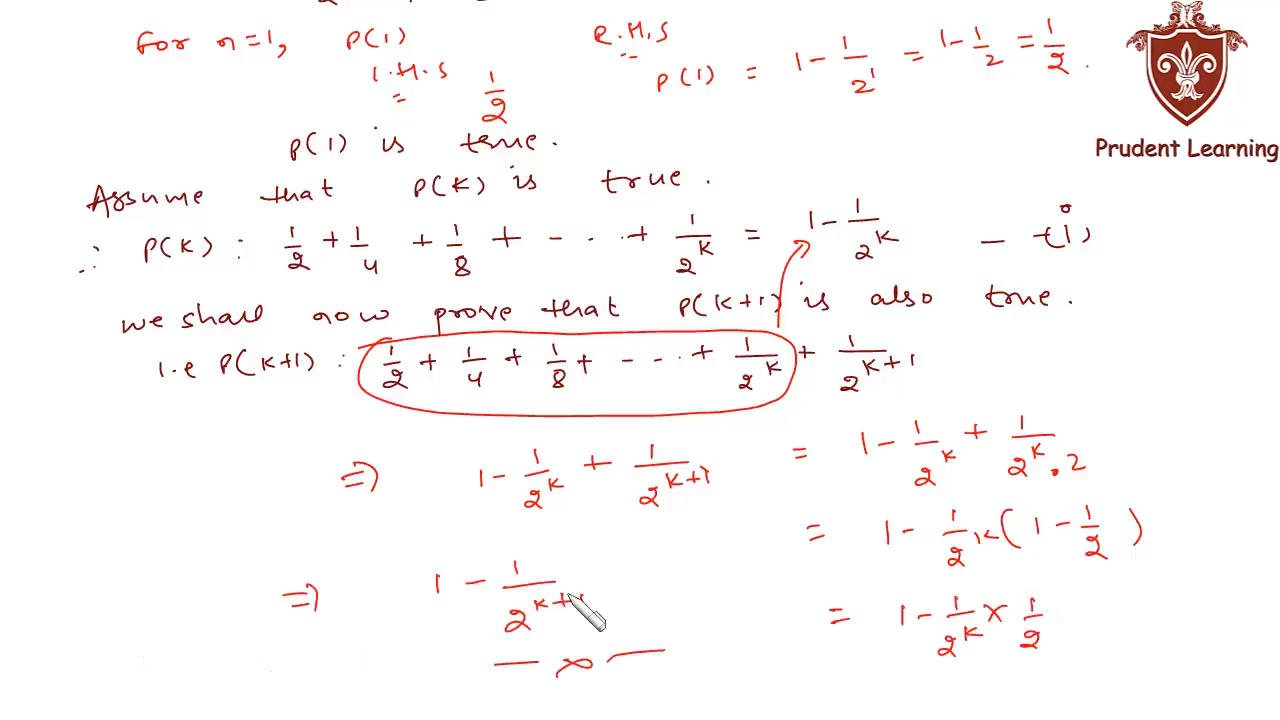 For n=1, P(1) R.H.S
L.H.S 1/2 P(1) = 1 - 1/2^1 = 1 - 1/2 = 1/2.
Prudent Learning
P(1) is true.
Assume that P(K) is true.
∴ P(K) : 1/2 + 1/4 + 1/8 + - . . . + 1/2^K = 1 - 1/2^K — (i)
we shall now prove that P(K+1) is also true.
i.e P(K+1) : 1/2 + 1/4 + 1/8 + - - . . + 1/2^K + 1/2^K+1
⇒ 1 - 1/2^K + 1/2^K+1 = 1 - 1/2^K + 1/2^K . 2
= 1 - 1/2^K (1 - 1/2)
⇒ 1 - 1/2^K+1 = 1 - 1/2^K × 1/2
— × —